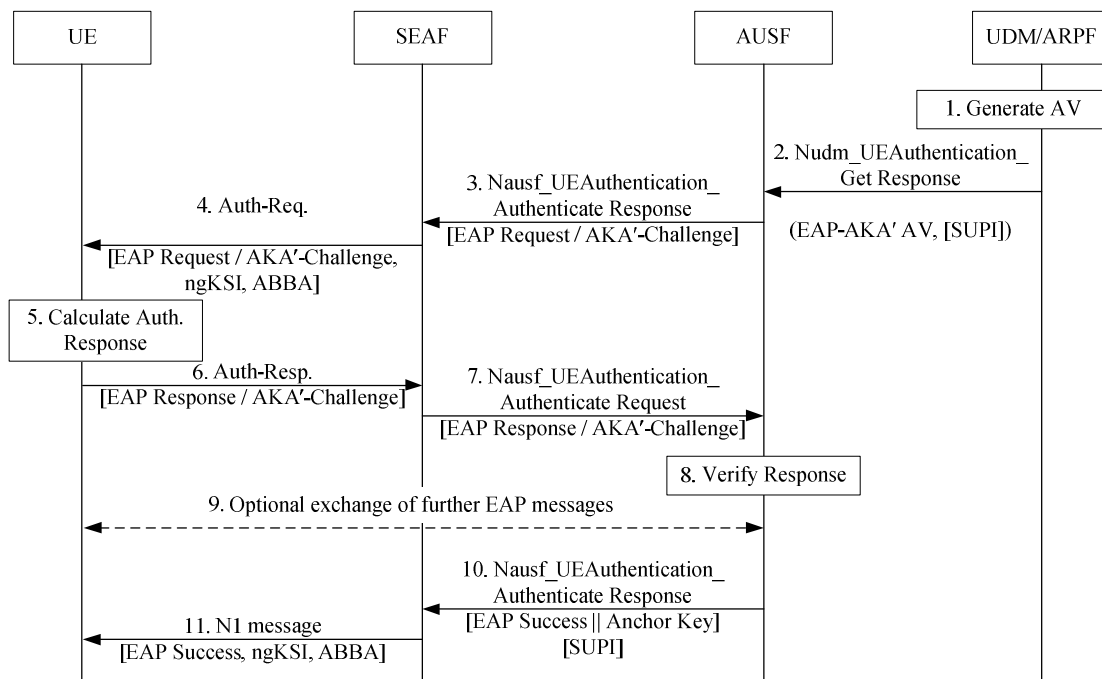 UE
SEAF
AUSF
UDM/ARPF
1. Generate AV
2. Nudm_UEAuthentication_
Get Response
(EAP-AKA′ AV, [SUPI])
3. Nausf_UEAuthentication_
Authenticate Response
[EAP Request / AKA′-Challenge]
4. Auth-Req.
[EAP Request / AKA′-Challenge,
ngKSI, ABBA]
5. Calculate Auth.
Response
6. Auth-Resp.
[EAP Response / AKA′-Challenge]
7. Nausf_UEAuthentication_
Authenticate Request
[EAP Response / AKA′-Challenge]
8. Verify Response
9. Optional exchange of further EAP messages
10. Nausf_UEAuthentication_
Authenticate Response
[EAP Success || Anchor Key]
[SUPI]
11. N1 message
[EAP Success, ngKSI, ABBA]